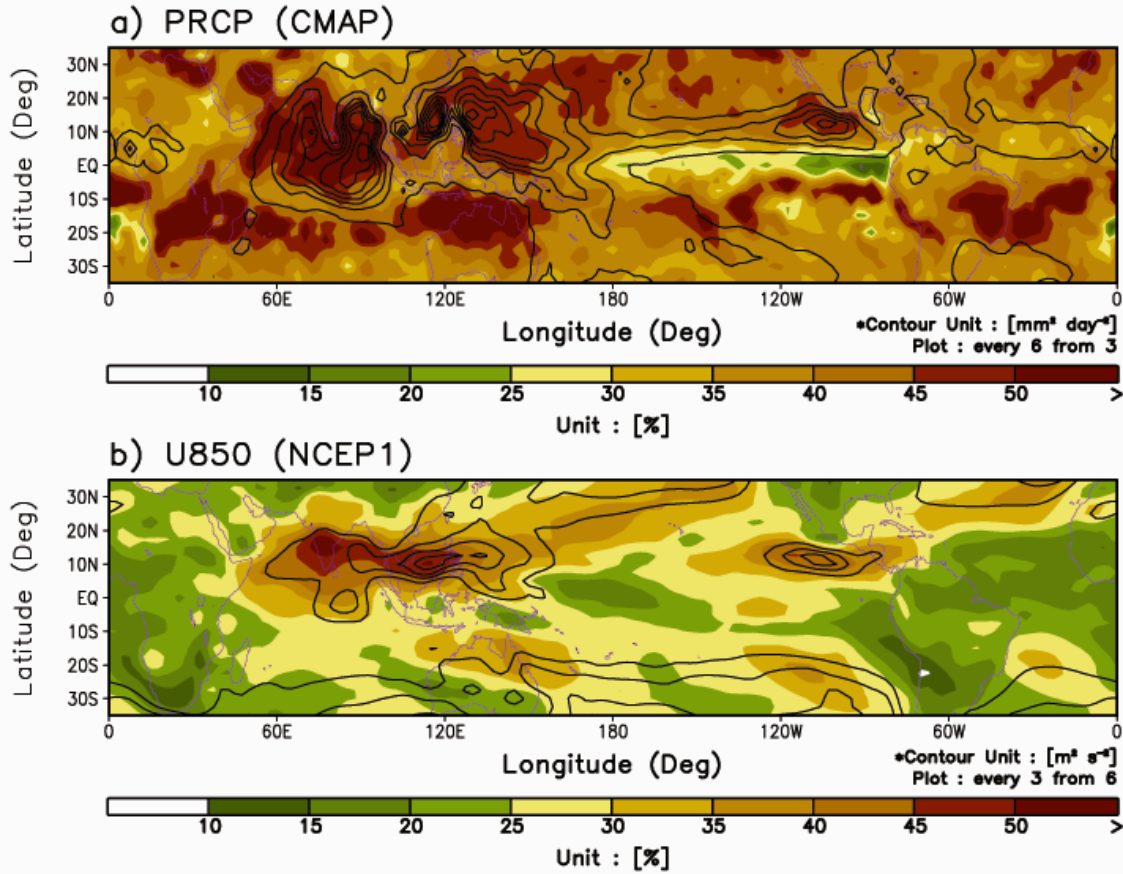 a) PRCP (CMAP)
Latitude (Deg)
30N
20N
10N
EQ
10S
20S
30S
0 60E 120E 180 120W 60W 0
Longitude (Deg)
*Contour Unit : [mm² day⁻²]
Plot : every 6 from 3
10 15 20 25 30 35 40 45 50 >
Unit : [%]
b) U850 (NCEP1)
Latitude (Deg)
30N
20N
10N
EQ
10S
20S
30S
0 60E 120E 180 120W 60W 0
Longitude (Deg)
*Contour Unit : [m² s⁻²]
Plot : every 3 from 6
10 15 20 25 30 35 40 45 50 >
Unit : [%]